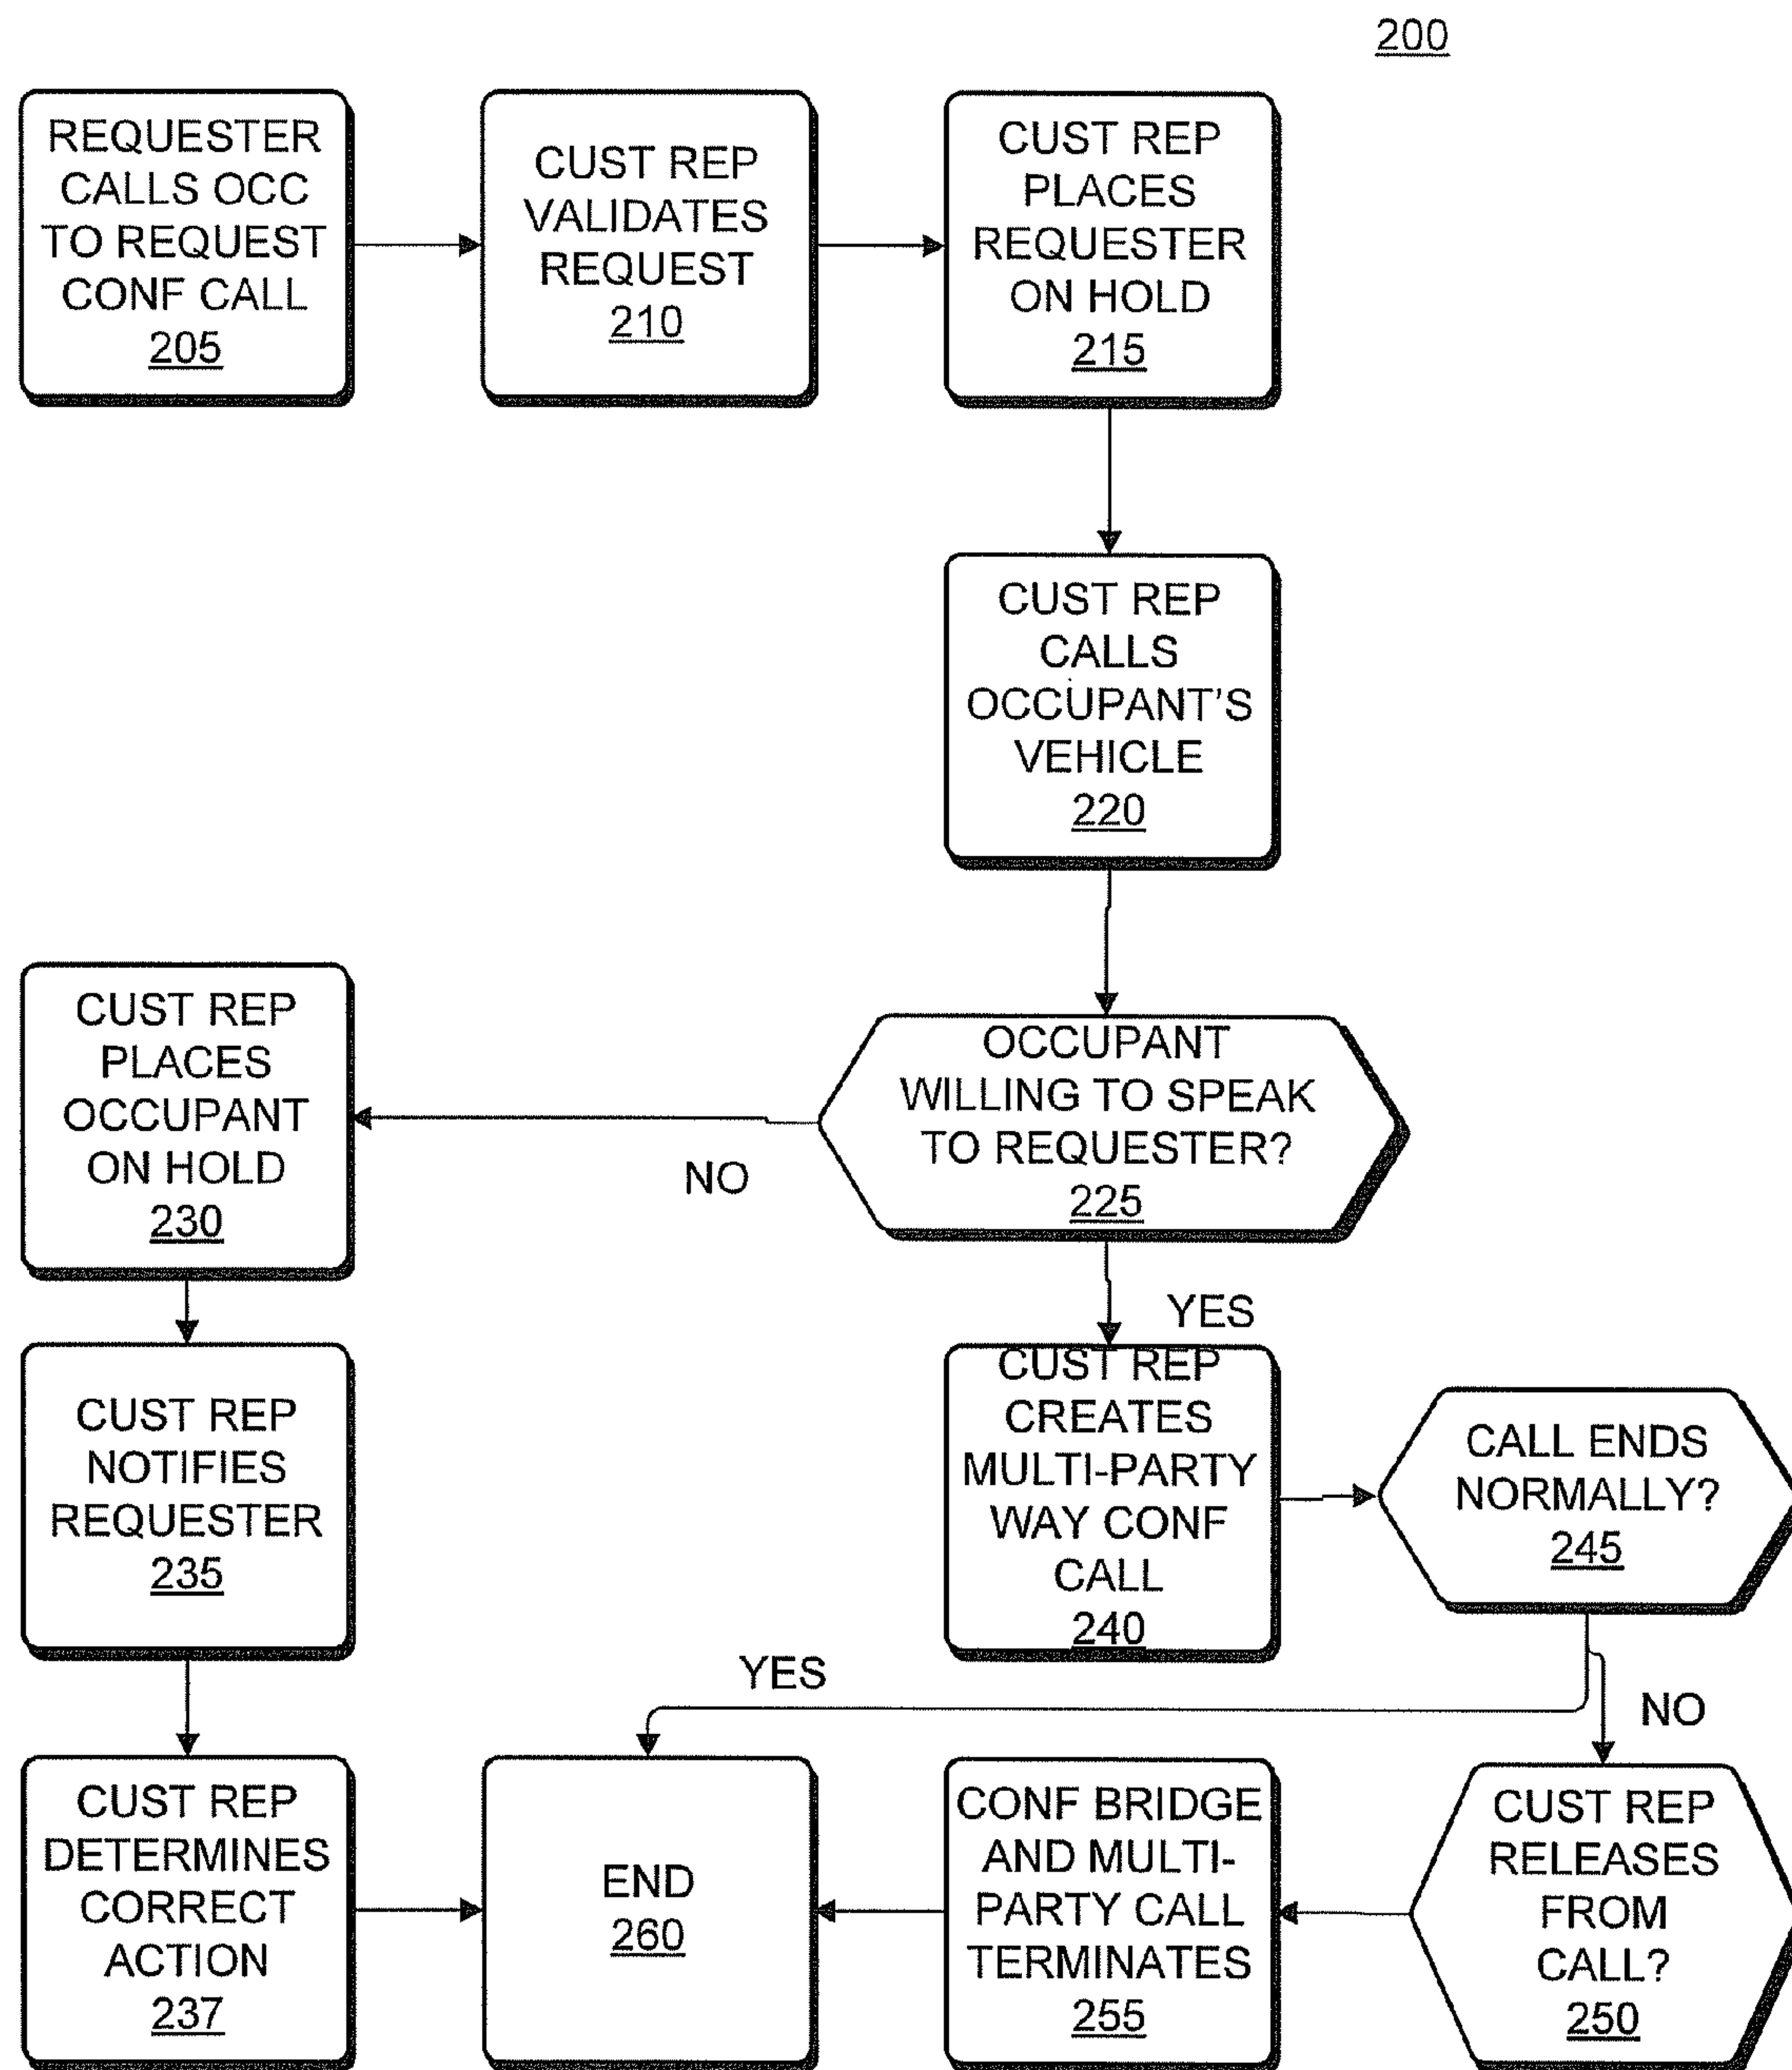 200
REQUESTER
CALLS OCC
TO REQUEST
CONF CALL
205
CUST REP
VALIDATES
REQUEST
210
CUST REP
PLACES
REQUESTER
ON HOLD
215
CUST REP
CALLS
OCCUPANT'S
VEHICLE
220
OCCUPANT
WILLING TO SPEAK
TO REQUESTER?
225
NO
CUST REP
PLACES
OCCUPANT
ON HOLD
230
CUST REP
NOTIFIES
REQUESTER
235
CUST REP
DETERMINES
CORRECT
ACTION
237
YES
CUST REP
CREATES
MULTI-PARTY
WAY CONF
CALL
240
CALL ENDS
NORMALLY?
245
YES
NO
CUST REP
RELEASES
FROM
CALL?
250
CONF BRIDGE
AND MULTI-
PARTY CALL
TERMINATES
255
END
260